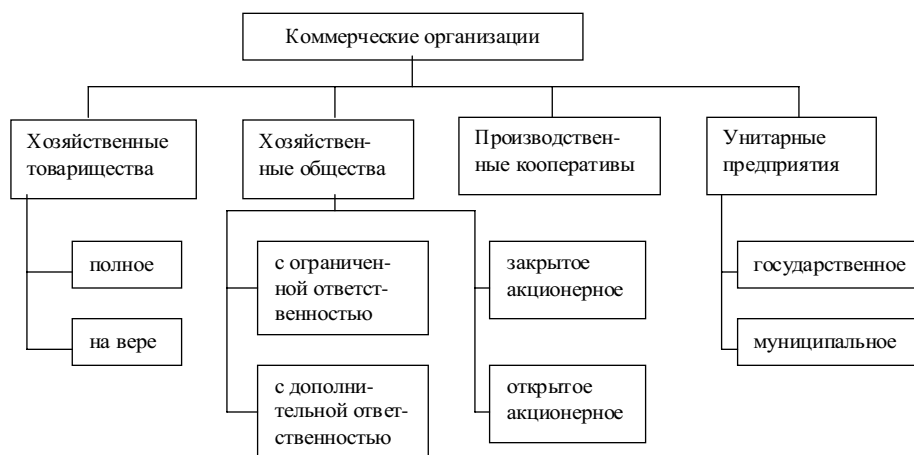 Коммерческие организации
Хозяйственные
товарищества
Хозяйствен-
ные общества
Производствен-
ные кооперативы
Унитарные
предприятия
полное
на вере
с ограничен-
ной ответст-
венностью
с дополни-
тельной ответ-
ственностью
закрытое
акционерное
открытое
акционерное
государственное
муниципальное